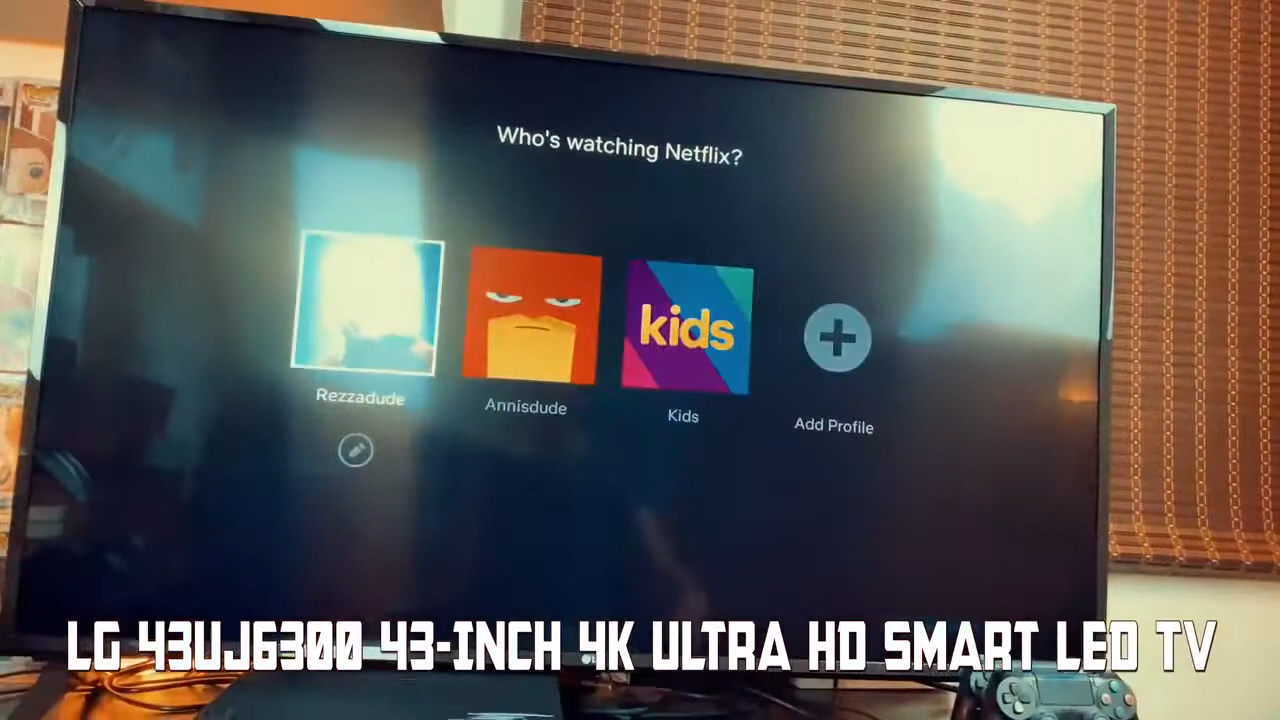 Who's watching Netflix?
kids
Rezzadude
Annisdude
Kids
Add Profile
LG 43UJ6300 43-INCH 4K ULTRA HD SMART LED TV